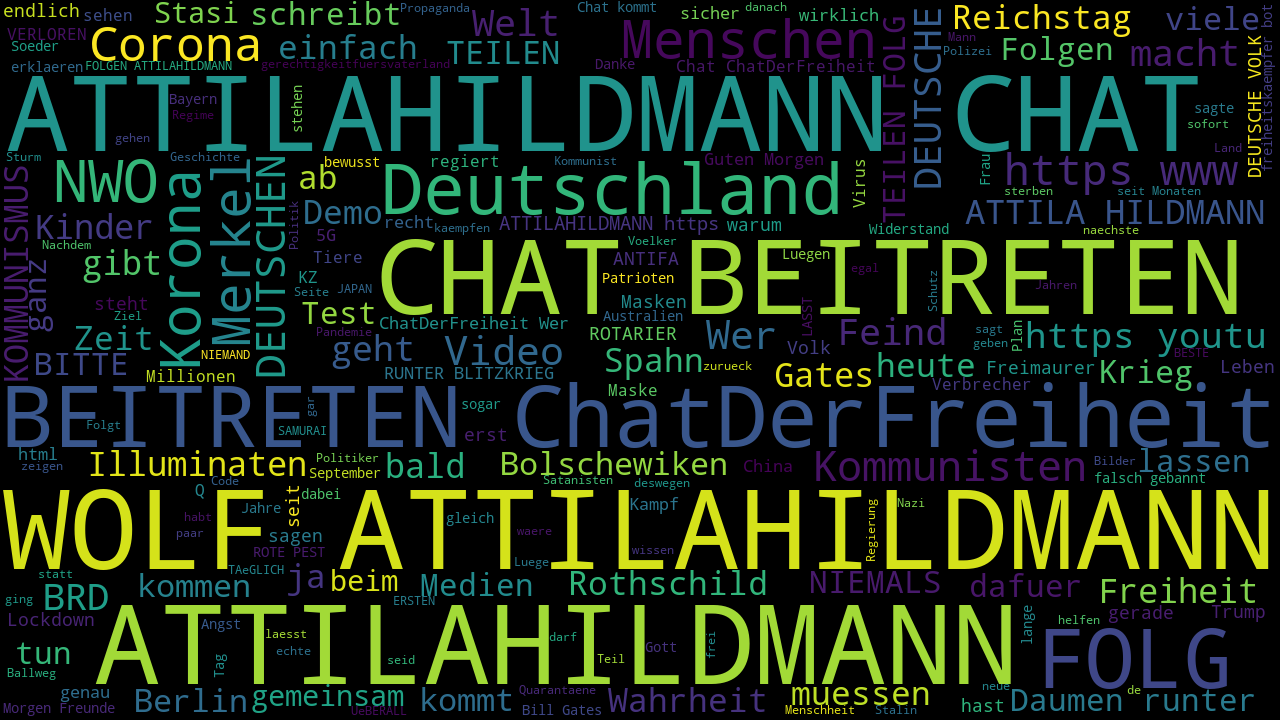 endlich
sehen
Stasi
schreibt
Propaganda
Welt
Chat kommt
danach
sicher
wirklich
Reichstag
viele
VERLOREN
Soeder
Corona
einfach
TEILEN
Menschen
Mann
Polizei
Folgen
macht
erklaeren
FOLGEN ATTILAHILDMANN
gerechtigkeitfuersvaterland
Danke
Chat ChatDerFreiheit
TEILEN FOLG
DEUTSCHE
DEUTSCHE VOLK
freiheitskaempfer bot
ATTILAHILDMANN CHAT
Bayern
Regime
gehen
stehen
sagte
sofort
Land
Sturm
Geschichte
bewusst
regiert
Kommunist
Guten Morgen
Virus
Frau
https www
NWO
Korona
Merkel
DEUTSCHEN
ab
Deutschland
sterben
seit Monaten
KOMMUNISMUS
Kinder
Politik
Demo
recht
kaempfen
ATTILAHILDMANN https
warum
Widerstand
ATTILA HILDMANN
naechste
Nachdem
5G
Voelker
ganz
gibt
Tiere
CHAT BEITRETEN
ANTIFA
Luegen
egal
KZ
Patrioten
Schutz
Jahren
Seite
JAPAN
steht
Ziel
Test
Masken
LASST
Australien
Zeit
Pandemie
ChatDerFreiheit Wer
ROTARIER
Wer
Feind
sagt
geben
Plan
https youtu
NIEMAND
geht
Video
Volk
BESTE
BITTE
Millionen
RUNTER BLITZKRIEG
Spahn
zurueck
Gates
heute
Freimaurer
Krieg
Leben
Maske
Verbrecher
BEITRETEN ChatDerFreiheit
gar
sogar
Folgt
SAMURAI
erst
html
zeigen
Illuminaten
Politiker
September
bald
Bolschewiken
Satanisten
deswegen
China
Kommunisten
Bilder
lassen
falsch gebannt
Q
Code
seit
dabei
WOLF ATTILAHILDMANN
habt
paar
Jahre
sagen
gleich
waere
Kampf
Regierung
Nazi
ROTE PEST
wissen
statt
TAeGLICH
Luege
BRD
kommen
ja
beim
Medien
Rothschild
NIEMALS
dafuer
Freiheit
ging
ERSTEN
Lockdown
ATTILAHILDMANN
lange
helfen
gerade
Trump
Angst
laesst
echte
darf
Gott
frei
FOLG
tun
Tag
seid
Teil
Ballweg
genau
Morgen Freunde
Berlin
gemeinsam
UeBERALL
kommt
Quarantaene
Bill Gates
Wahrheit
muessen
Menschheit
Stalin
hast
neue
Daumen runter
de